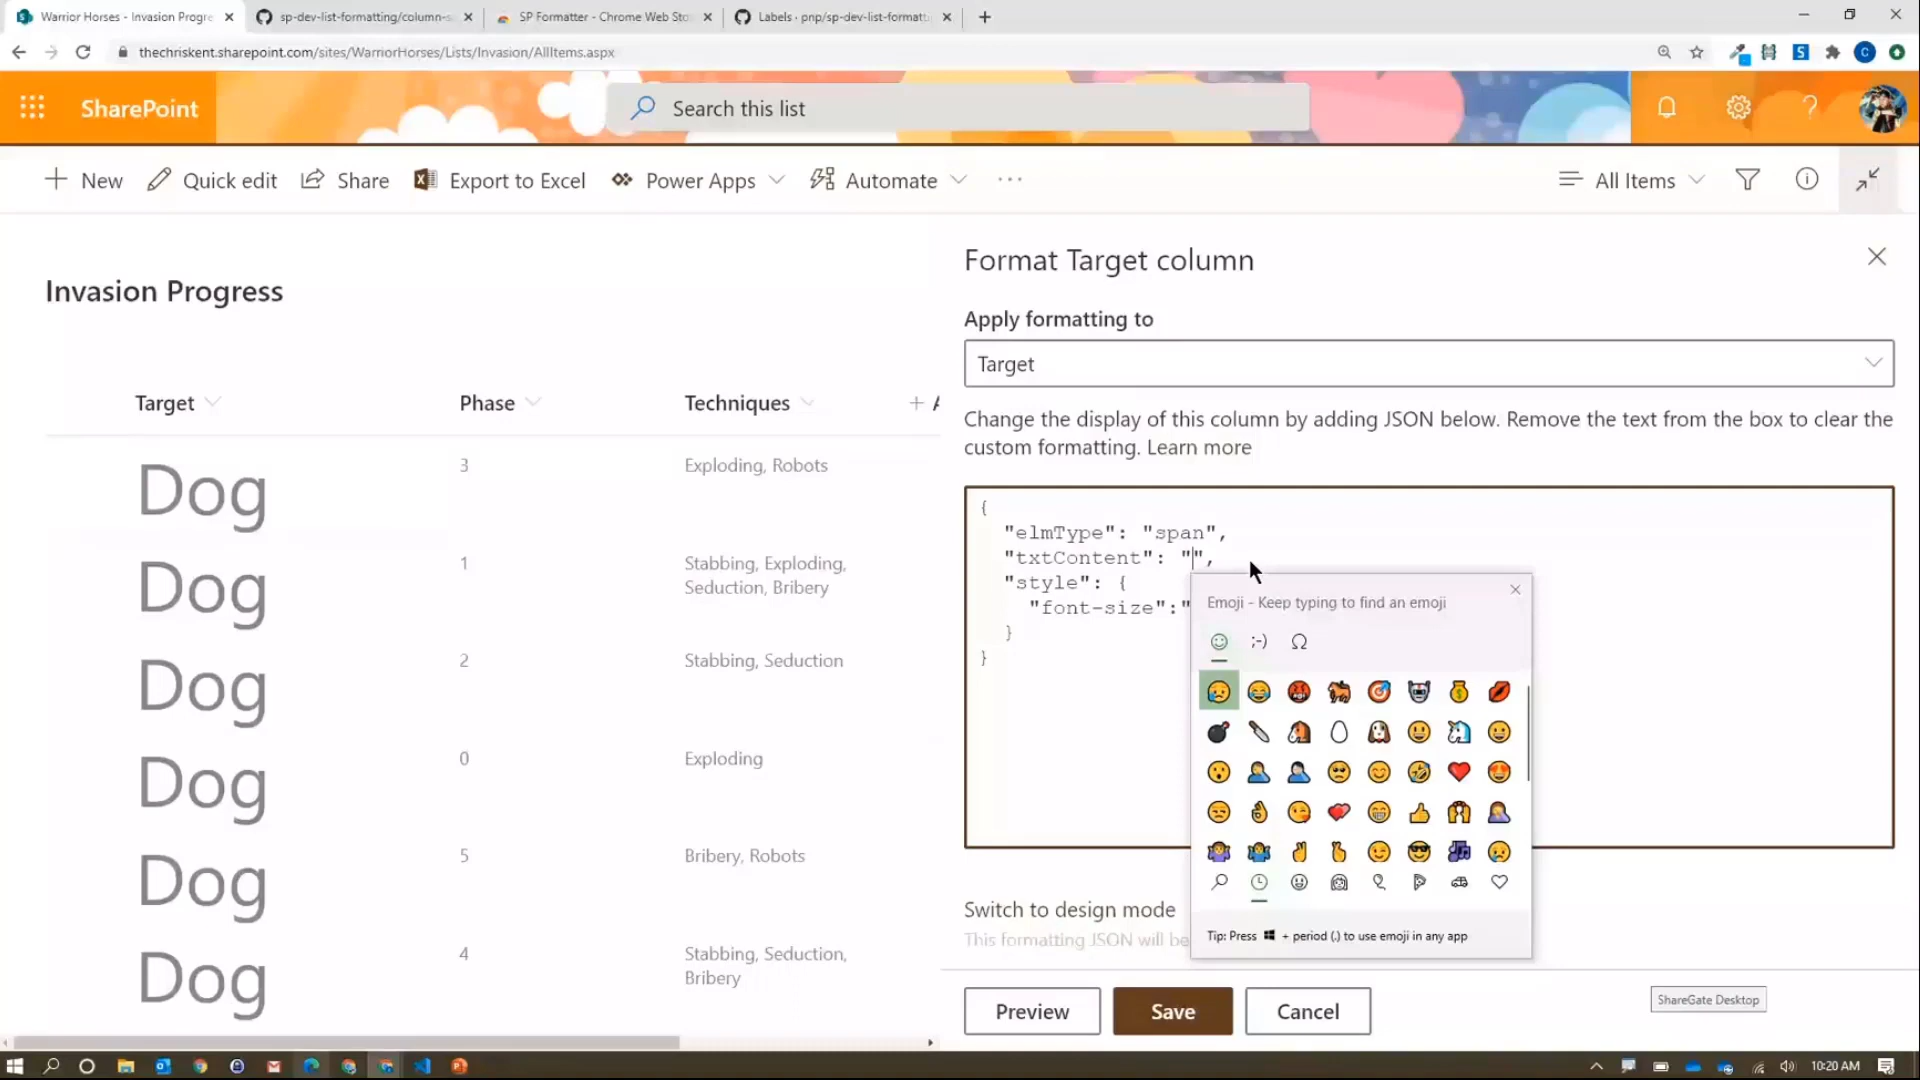 Warrior Horses - Invasion Progre
sp-dev-list-formatting/column-s
SP Formatter - Chrome Web Sto
Labels · pnp/sp-dev-list-formatt
thechriskent.sharepoint.com/sites/WarriorHorses/Lists/Invasion/AllItems.aspx
SharePoint
Search this list
New
Quick edit
Share
Export to Excel
Power Apps
Automate
All Items
Invasion Progress
Target
Phase
Techniques
Dog
3
Exploding, Robots
Dog
1
Stabbing, Exploding,
Seduction, Bribery
Dog
2
Stabbing, Seduction
Dog
0
Exploding
Dog
5
Bribery, Robots
Dog
4
Stabbing, Seduction,
Bribery
Format Target column
Apply formatting to
Target
Change the display of this column by adding JSON below. Remove the text from the box to clear the
custom formatting. Learn more
{
"elmType": "span",
"txtContent": "",
"style": {
"font-size":"
}
}
Emoji - Keep typing to find an emoji
;-)
Ω
Tip: Press + period (.) to use emoji in any app
Switch to design mode
This formatting JSON will be
Preview
Save
Cancel
ShareGate Desktop
10:20 AM